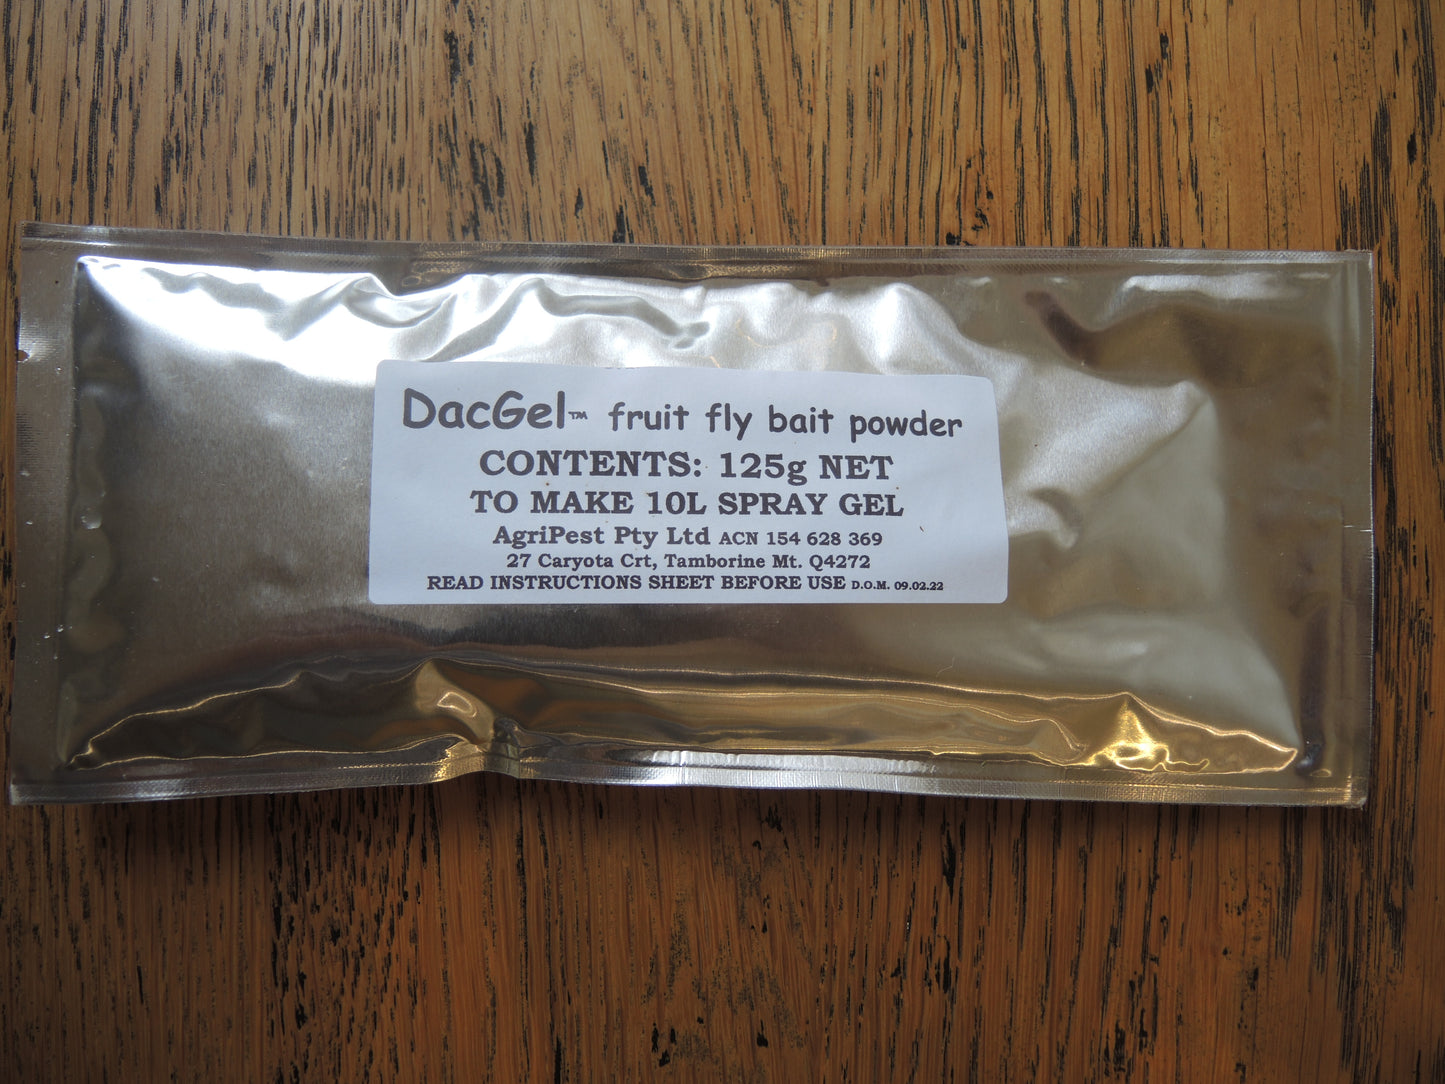 DacGel™ fruit fly bait powder
CONTENTS: 125g NET
TO MAKE 10L SPRAY GEL
AgriPest Pty Ltd ACN 154 628 369
27 Caryota Crt, Tamborine Mt. Q4272
READ INSTRUCTIONS SHEET BEFORE USE D.O.M. 09.02.22